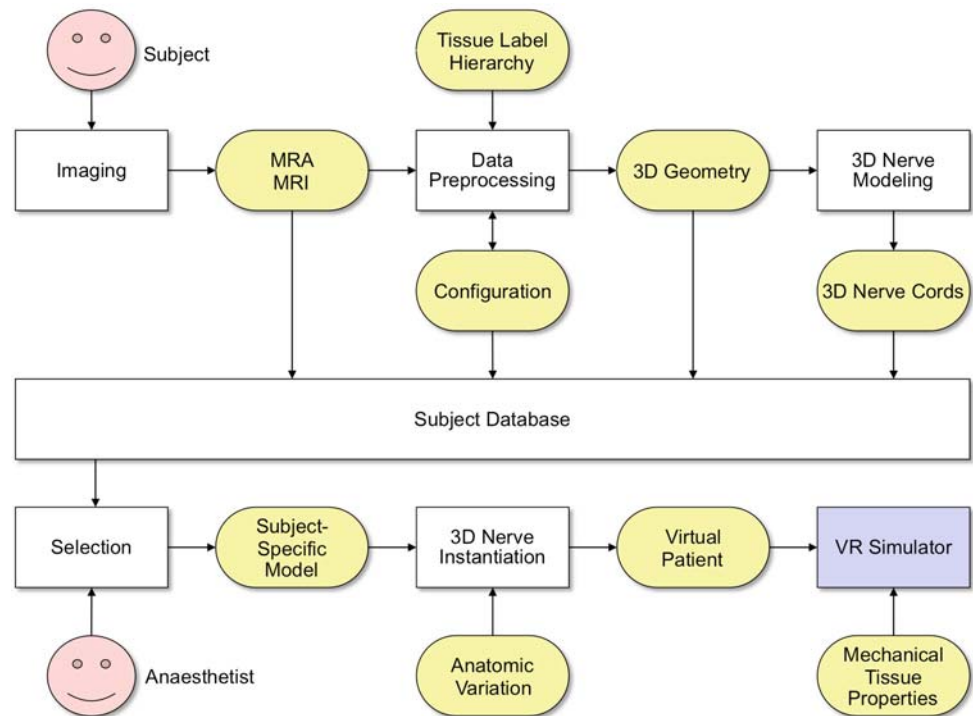 Subject
Tissue Label
Hierarchy
Imaging
MRA
MRI
Data
Preprocessing
3D Geometry
3D Nerve
Modeling
Configuration
3D Nerve Cords
Subject Database
Selection
Subject-
Specific
Model
3D Nerve
Instantiation
Virtual
Patient
VR Simulator
Anaesthetist
Anatomic
Variation
Mechanical
Tissue
Properties